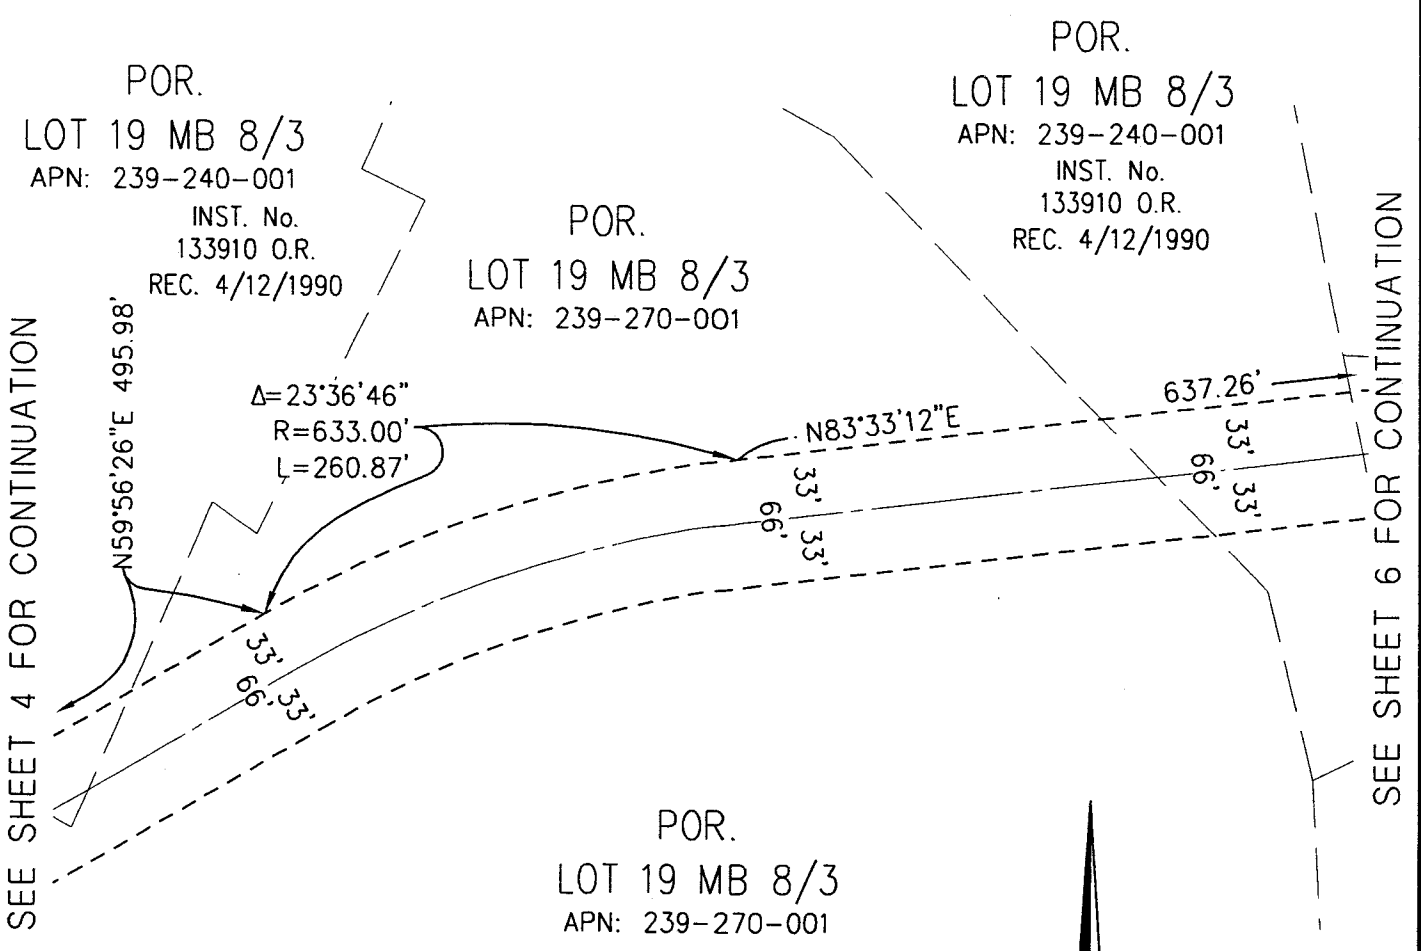 POR.
LOT 19 MB 8/3
APN: 239-240-001
INST. No.
133910 O.R.
REC. 4/12/1990
POR.
LOT 19 MB 8/3
APN: 239-270-001
POR.
LOT 19 MB 8/3
APN: 239-240-001
INST. No.
133910 O.R.
REC. 4/12/1990
SEE SHEET 4 FOR CONTINUATION
N59°56'26"E 495.98'
Δ=23°36'46"
R=633.00'
L=260.87'
N83°33'12"E
637.26'
33'
66'
33'
33'
66'
33'
33'
66'
33'
SEE SHEET 6 FOR CONTINUATION
POR.
LOT 19 MB 8/3
APN: 239-270-001